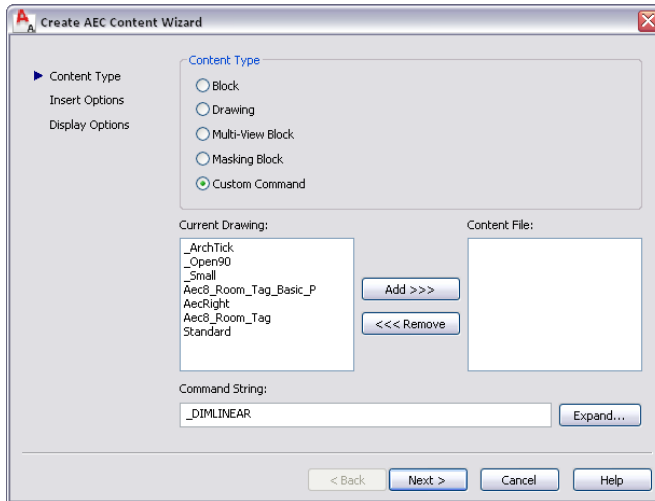 Create AEC Content Wizard
Content Type
Insert Options
Display Options
Content Type
Block
Drawing
Multi-View Block
Masking Block
Custom Command
Current Drawing:
_ArchTick
_Open90
_Small
Aec8_Room_Tag_Basic_P
AecRight
Aec8_Room_Tag
Standard
Add >>>
<<< Remove
Content File:
Command String:
_DIMLINEAR
Expand...
< Back
Next >
Cancel
Help